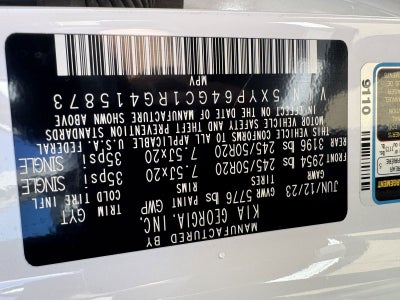 MANUFACTURED BY
KIA GEORGIA, INC.
JUN/12/23 GVWR 5776 lbs PAINT GWP TRIM GYT
GAWR TIRES RIMS COLD TIRE INFL
FRONT 2954 lbs 245/50R20 7.5Jx20 35psi SINGLE
REAR 3196 lbs 245/50R20 7.5Jx20 35psi SINGLE
THIS VEHICLE CONFORMS TO ALL APPLICABLE U.S.A. FEDERAL
MOTOR VEHICLE SAFETY AND THEFT PREVENTION STANDARDS
IN EFFECT ON THE DATE OF MANUFACTURE SHOWN ABOVE.
5XYP64GC1RG415873
MPV
9110